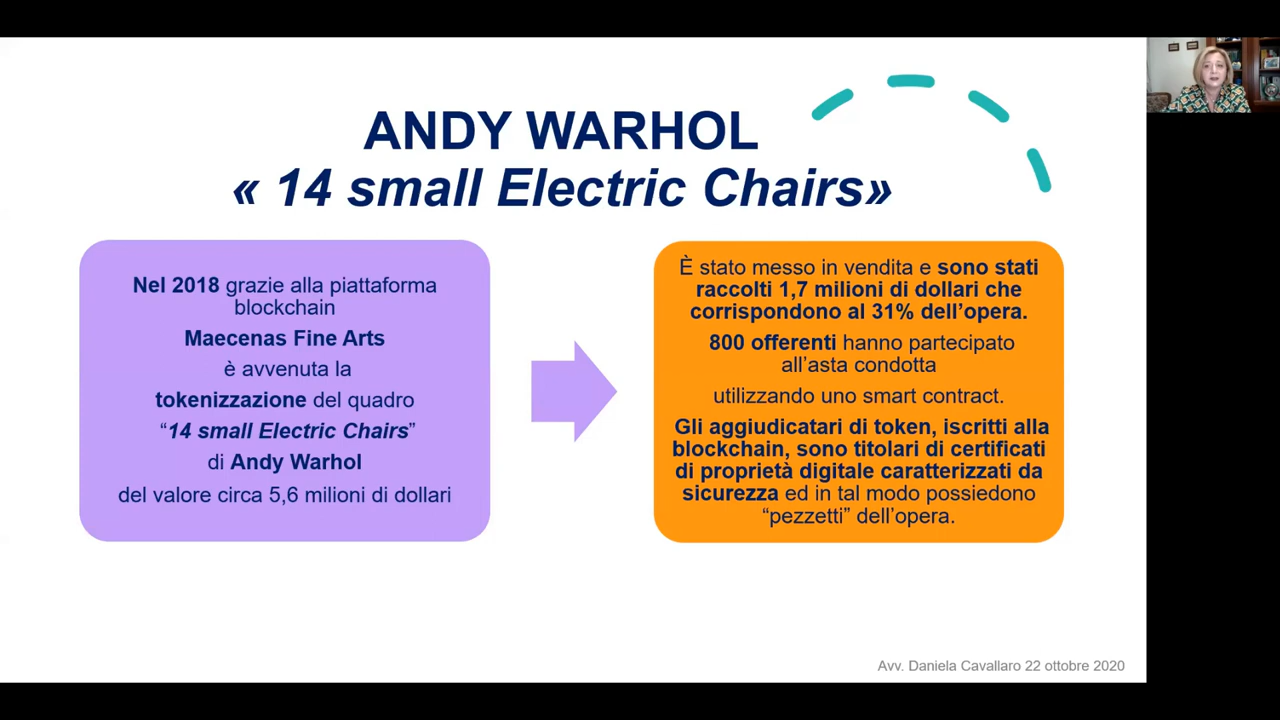 ANDY WARHOL
« 14 small Electric Chairs»
Nel 2018 grazie alla piattaforma
blockchain
Maecenas Fine Arts
è avvenuta la
tokenizzazione del quadro
“14 small Electric Chairs”
di Andy Warhol
del valore circa 5,6 milioni di dollari
È stato messo in vendita e sono stati
raccolti 1,7 milioni di dollari che
corrispondono al 31% dell’opera.
800 offerenti hanno partecipato
all’asta condotta
utilizzando uno smart contract.
Gli aggiudicatari di token, iscritti alla
blockchain, sono titolari di certificati
di proprietà digitale caratterizzati da
sicurezza ed in tal modo possiedono
“pezzetti” dell’opera.
Avv. Daniela Cavallaro 22 ottobre 2020